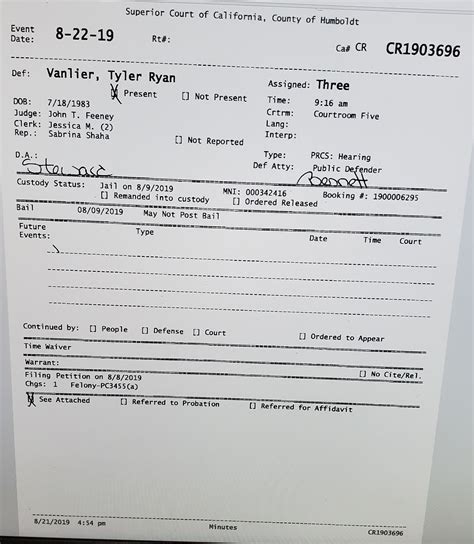 Superior Court of California, County of Humboldt
Event Date: 8-22-19 Rt#: Ca# CR CR1903696
Def: Vanlier, Tyler Ryan Assigned: Three
[X] Present [] Not Present Time: 9:16 am
DOB: 7/18/1983 Crtrm: Courtroom Five
Judge: John T. Feeney Lang:
Clerk: Jessica M. (2) Interp:
Rep.: Sabrina Shaha [] Not Reported
Type: PRCS: Hearing
D.A.: Def Atty: Public Defender
Bennett
Custody Status: Jail on 8/9/2019 MNI: 000342416 Booking #: 1900006295
[] Remanded into custody [] Ordered Released
Bail 08/09/2019 May Not Post Bail
Future Events: Type Date Time Court
Continued by: [] People [] Defense [] Court [] Ordered to Appear
Time Waiver
Warrant: [] No Cite/Rel.
Filing Petition on 8/8/2019
Chgs: 1 Felony-PC3455(a)
[X] See Attached [] Referred to Probation [] Referred for Affidavit
8/21/2019 4:54 pm Minutes CR1903696